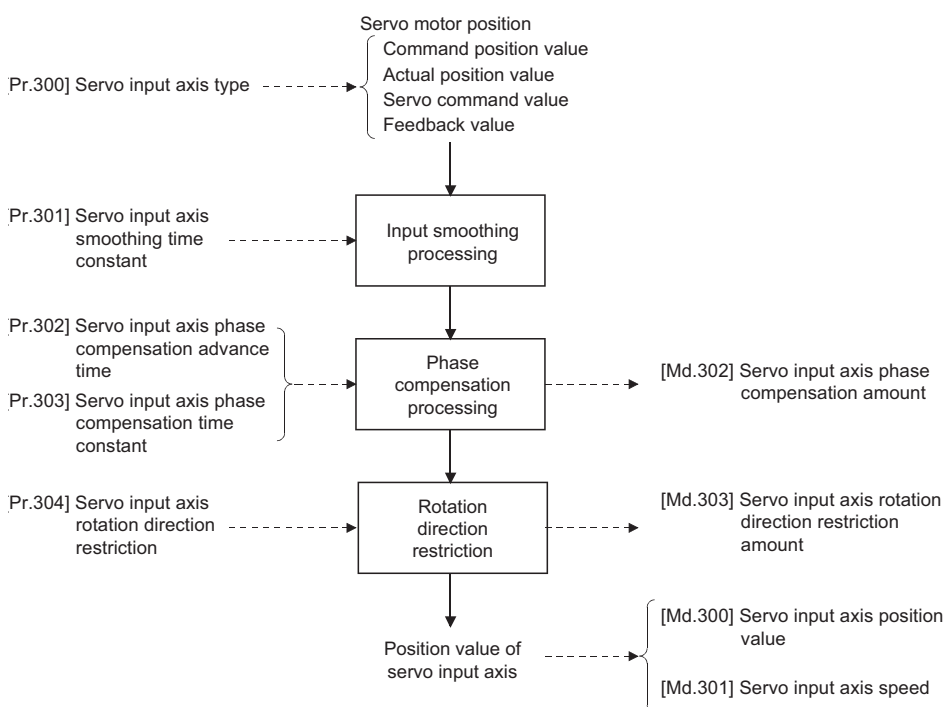 Servo motor position
Command position value
Actual position value
Servo command value
Feedback value
[Pr.300] Servo input axis type
[Pr.301] Servo input axis
smoothing time
constant
Input smoothing
processing
[Pr.302] Servo input axis phase
compensation advance
time
[Pr.303] Servo input axis phase
compensation time
constant
Phase
compensation
processing
[Md.302] Servo input axis phase
compensation amount
[Pr.304] Servo input axis
rotation direction
restriction
Rotation
direction
restriction
[Md.303] Servo input axis rotation
direction restriction
amount
Position value of
servo input axis
[Md.300] Servo input axis position
value
[Md.301] Servo input axis speed